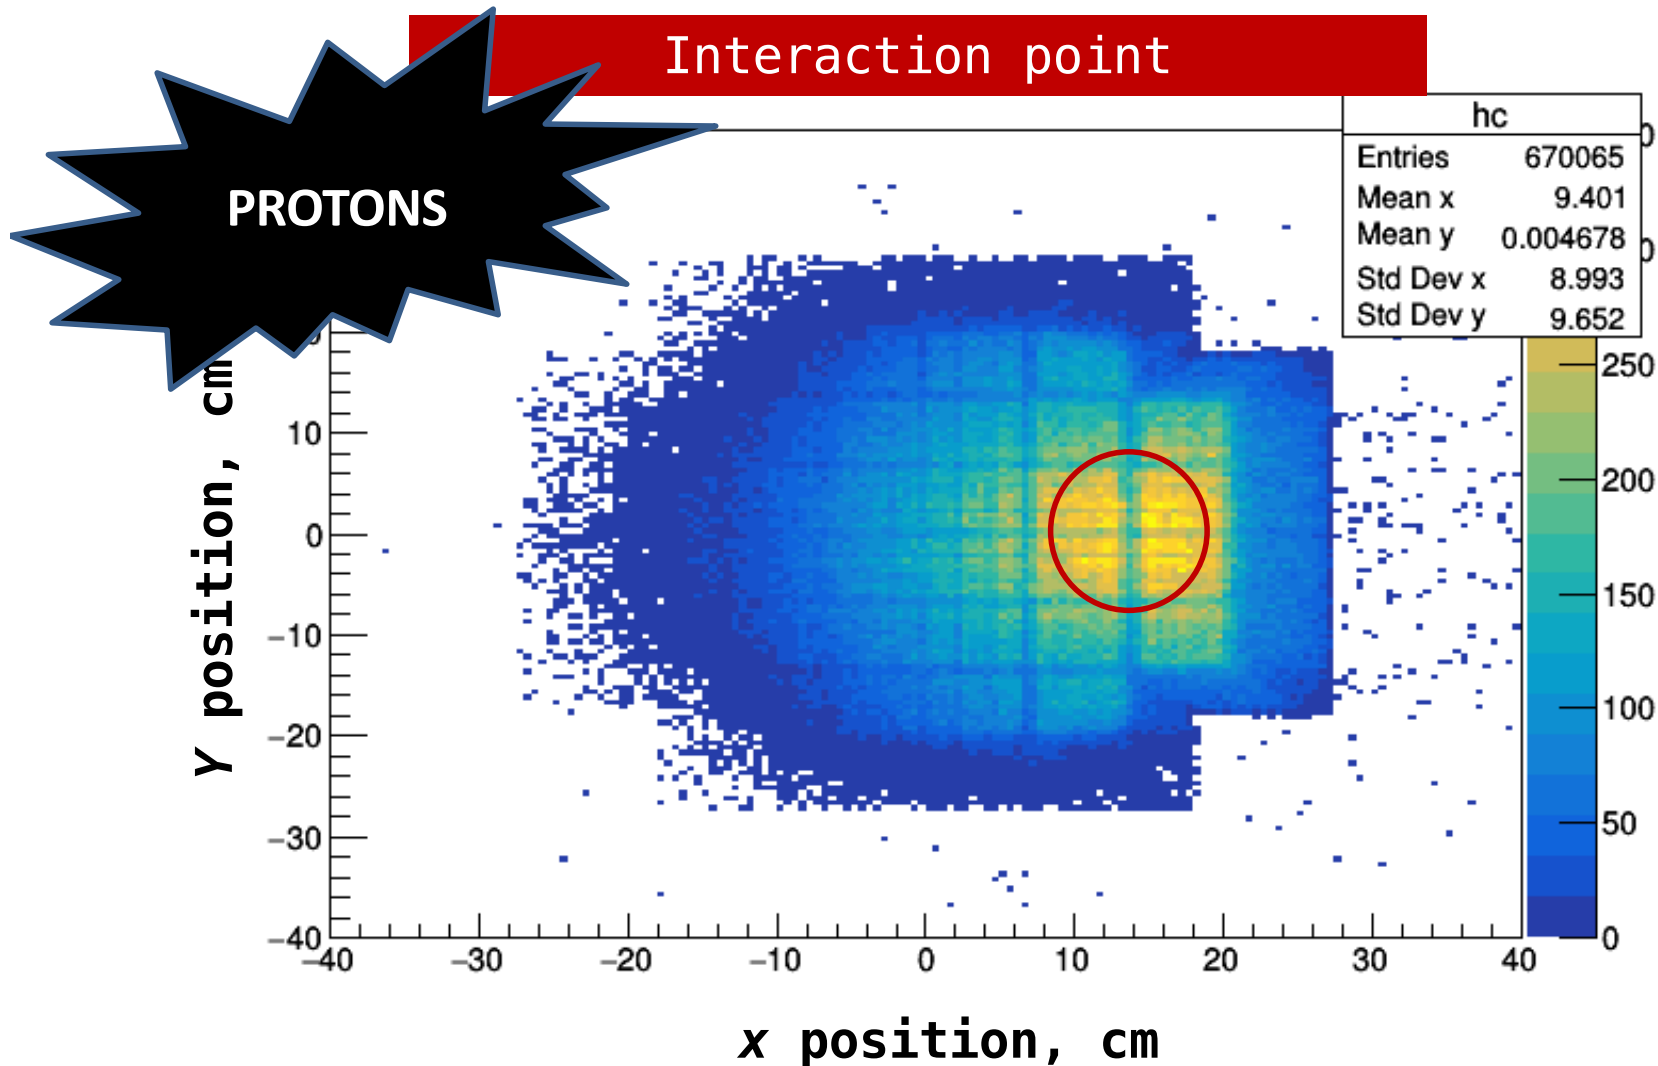 Interaction point
PROTONS
hc
Entries 670065
Mean x 9.401
Mean y 0.004678
Std Dev x 8.993
Std Dev y 9.652
Y position, cm
10
0
−10
−20
−30
−40
−40 −30 −20 −10 0 10 20 30 40
x position, cm
250
200
150
100
50
0